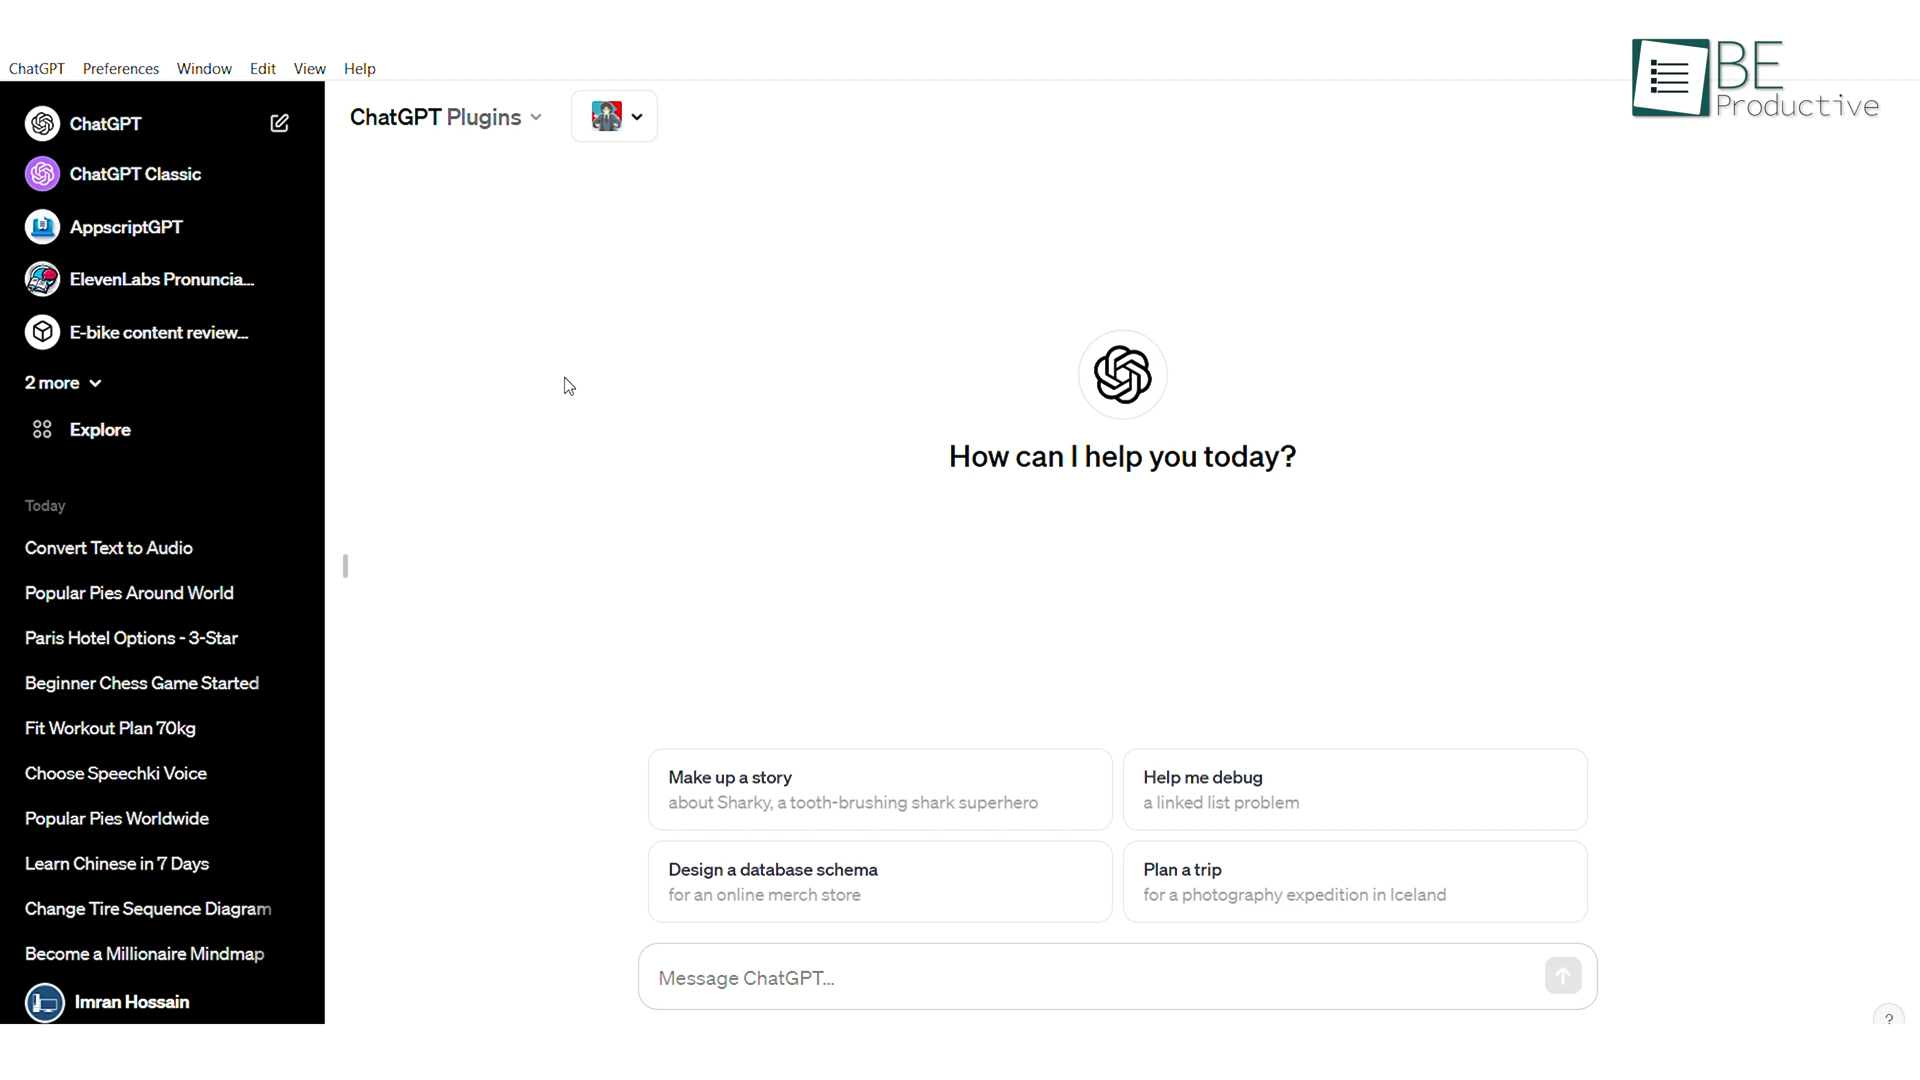 ChatGPT Preferences Window Edit View Help
BE
Productive
ChatGPT
ChatGPT Classic
AppscriptGPT
ElevenLabs Pronuncia...
E-bike content review...
2 more
Explore
Today
Convert Text to Audio
Popular Pies Around World
Paris Hotel Options - 3-Star
Beginner Chess Game Started
Fit Workout Plan 70kg
Choose Speechki Voice
Popular Pies Worldwide
Learn Chinese in 7 Days
Change Tire Sequence Diagram
Become a Millionaire Mindmap
Imran Hossain
ChatGPT Plugins
How can I help you today?
Make up a story
about Sharky, a tooth-brushing shark superhero
Help me debug
a linked list problem
Design a database schema
for an online merch store
Plan a trip
for a photography expedition in Iceland
Message ChatGPT...
?